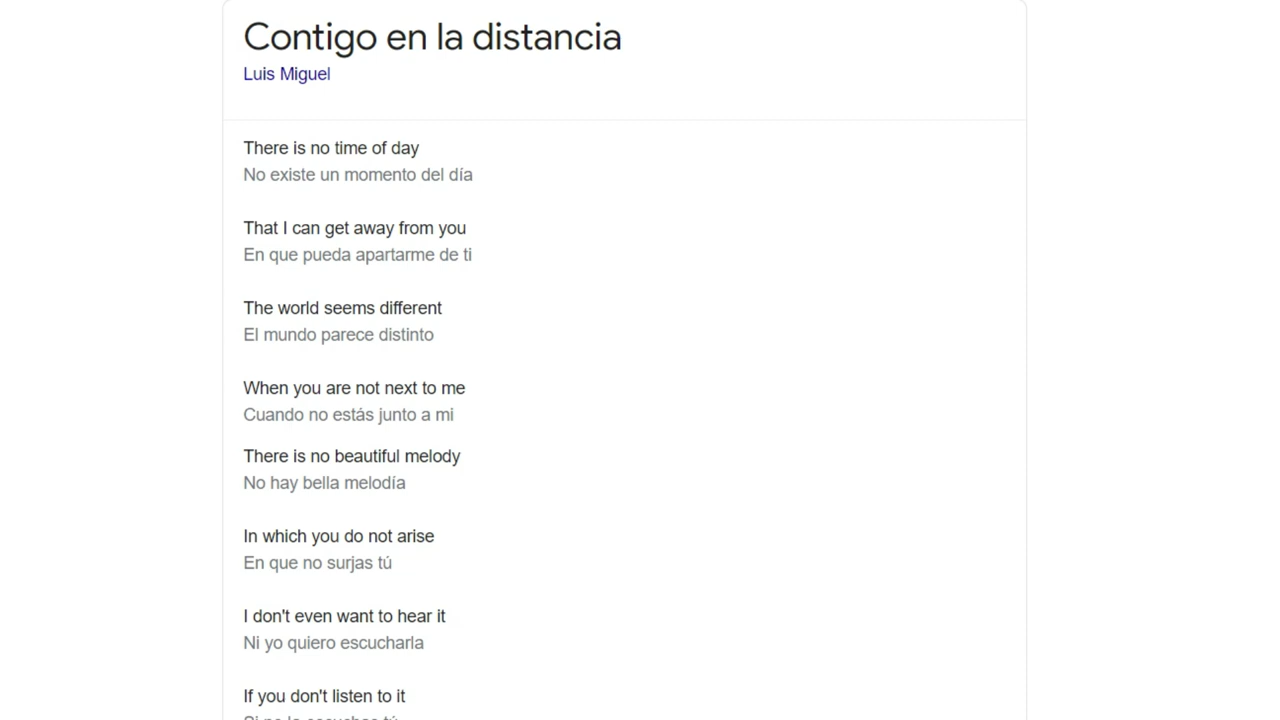 Contigo en la distancia
Luis Miguel
There is no time of day
No existe un momento del día
That I can get away from you
En que pueda apartarme de ti
The world seems different
El mundo parece distinto
When you are not next to me
Cuando no estás junto a mi
There is no beautiful melody
No hay bella melodía
In which you do not arise
En que no surjas tú
I don't even want to hear it
Ni yo quiero escucharla
If you don't listen to it